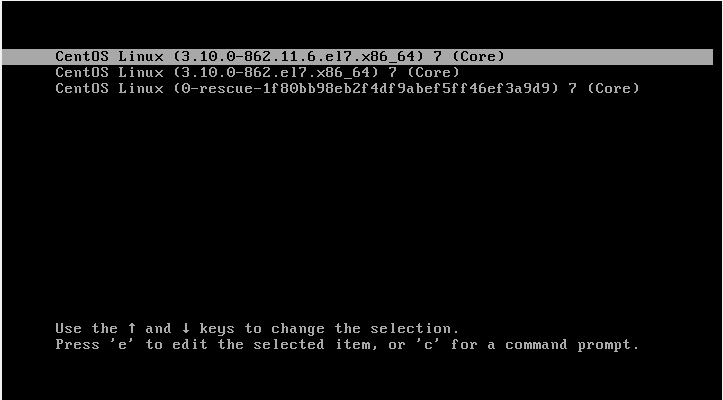 CentOS Linux (3.10.0-862.11.6.el7.x86_64) 7 (Core)
CentOS Linux (3.10.0-862.el7.x86_64) 7 (Core)
CentOS Linux (0-rescue-1f80bb98eb2f4df9abef5ff46ef3a9d9) 7 (Core)
Use the ↑ and ↓ keys to change the selection.
Press 'e' to edit the selected item, or 'c' for a command prompt.